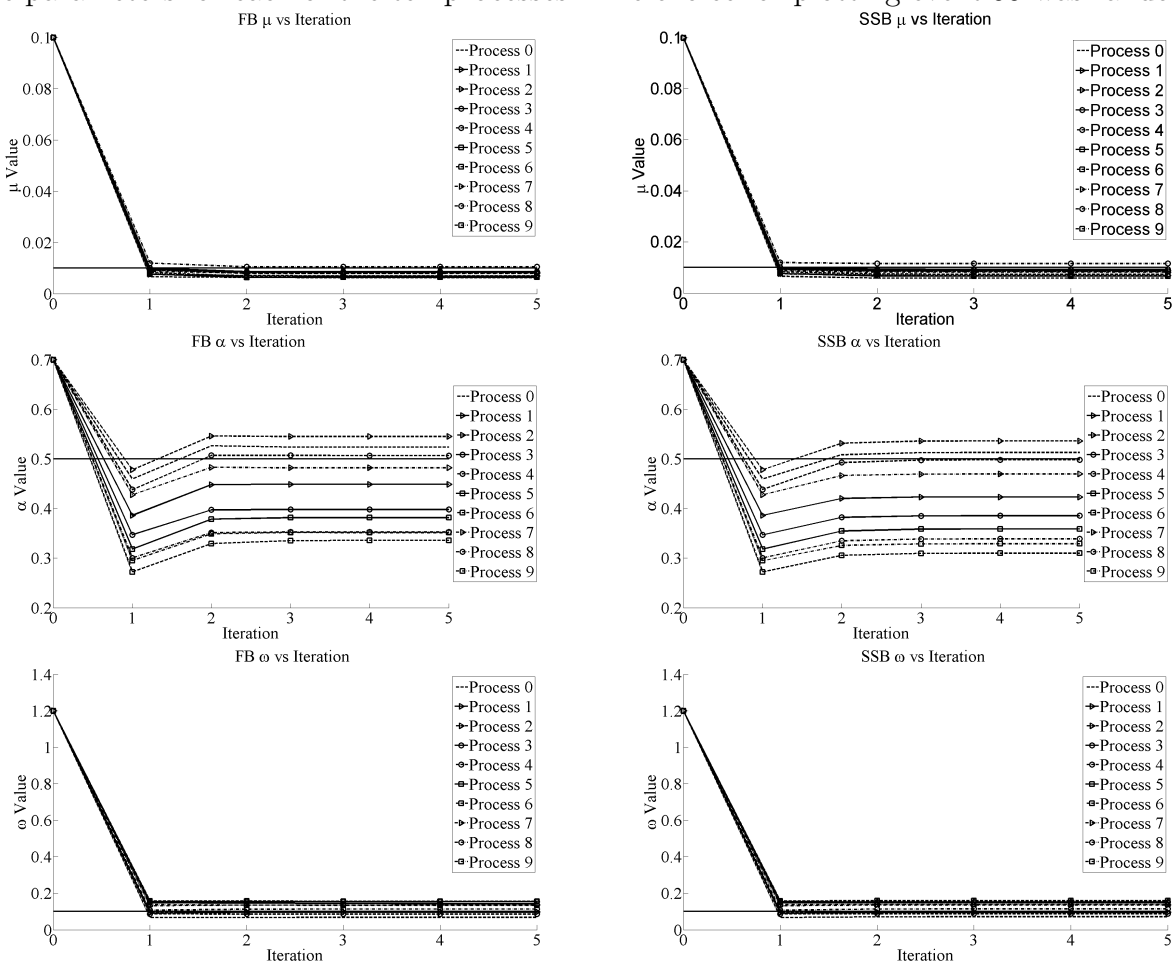 parameters for each of the ten processes
FB μ vs Iteration
0.1
0.08
0.06
0.04
0.02
0
μ Value
0 1 2 3 4 5
Iteration
Process 0
Process 1
Process 2
Process 3
Process 4
Process 5
Process 6
Process 7
Process 8
Process 9
SSB μ vs Iteration
0.1
0.08
0.06
0.04
0.02
0
μ Value
0 1 2 3 4 5
Iteration
Process 0
Process 1
Process 2
Process 3
Process 4
Process 5
Process 6
Process 7
Process 8
Process 9
FB α vs Iteration
0.7
0.6
0.5
0.4
0.3
0.2
α Value
0 1 2 3 4 5
Iteration
Process 0
Process 1
Process 2
Process 3
Process 4
Process 5
Process 6
Process 7
Process 8
Process 9
SSB α vs Iteration
0.7
0.6
0.5
0.4
0.3
0.2
α Value
0 1 2 3 4 5
Iteration
Process 0
Process 1
Process 2
Process 3
Process 4
Process 5
Process 6
Process 7
Process 8
Process 9
FB ω vs Iteration
1.4
1.2
1
0.8
0.6
0.4
0.2
0
ω Value
0 1 2 3 4 5
Iteration
Process 0
Process 1
Process 2
Process 3
Process 4
Process 5
Process 6
Process 7
Process 8
Process 9
SSB ω vs Iteration
1.4
1.2
1
0.8
0.6
0.4
0.2
0
ω Value
0 1 2 3 4 5
Iteration
Process 0
Process 1
Process 2
Process 3
Process 4
Process 5
Process 6
Process 7
Process 8
Process 9